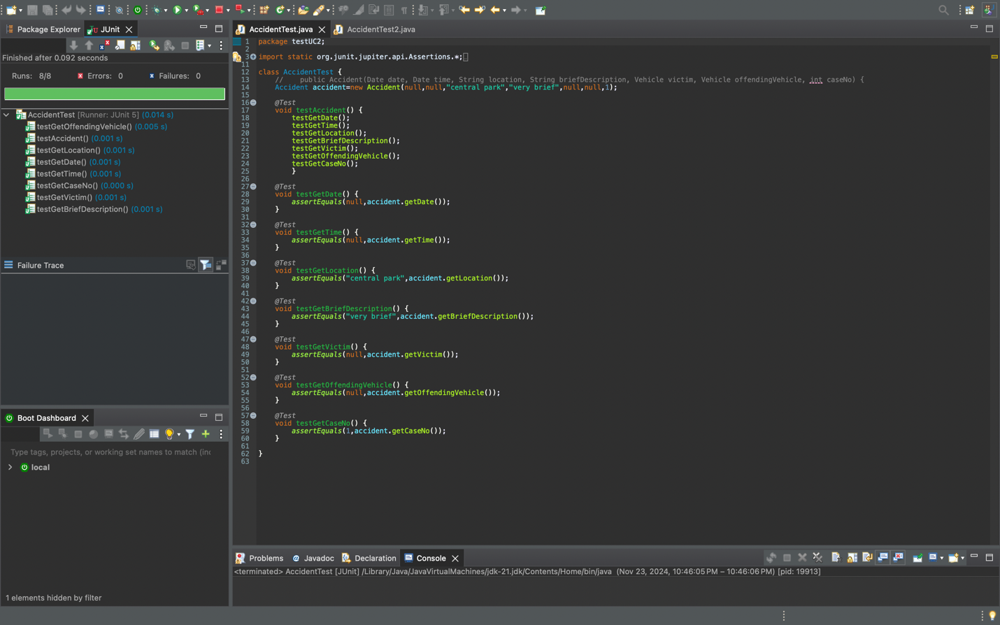 Package Explorer
JUnit
Finished after 0.092 seconds
Runs: 8/8
Errors: 0
Failures: 0
AccidentTest [Runner: JUnit 5] (0.014 s)
testGetOffendingVehicle() (0.005 s)
testAccident() (0.001 s)
testGetLocation() (0.001 s)
testGetDate() (0.001 s)
testGetTime() (0.001 s)
testGetCaseNo() (0.000 s)
testGetVictim() (0.001 s)
testGetBriefDescription() (0.001 s)
Failure Trace
Boot Dashboard
Type tags, projects, or working set names to match (inc
local
1 elements hidden by filter
AccidentTest.java
AccidentTest2.java
1 package testUC2;
2
3 import static org.junit.jupiter.api.Assertions.*;
11
12 class AccidentTest {
13 // public Accident(Date date, Date time, String location, String briefDescription, Vehicle victim, Vehicle offendingVehicle, int caseNo) {
14 Accident accident=new Accident(null,null,"central park","very brief",null,null,1);
15
16 @Test
17 void testAccident() {
18 testGetDate();
19 testGetTime();
20 testGetLocation();
21 testGetBriefDescription();
22 testGetVictim();
23 testGetOffendingVehicle();
24 testGetCaseNo();
25 }
26
27 @Test
28 void testGetDate() {
29 assertEquals(null,accident.getDate());
30 }
31
32 @Test
33 void testGetTime() {
34 assertEquals(null,accident.getTime());
35 }
36
37 @Test
38 void testGetLocation() {
39 assertEquals("central park",accident.getLocation());
40 }
41
42 @Test
43 void testGetBriefDescription() {
44 assertEquals("very brief",accident.getBriefDescription());
45 }
46
47 @Test
48 void testGetVictim() {
49 assertEquals(null,accident.getVictim());
50 }
51
52 @Test
53 void testGetOffendingVehicle() {
54 assertEquals(null,accident.getOffendingVehicle());
55 }
56
57 @Test
58 void testGetCaseNo() {
59 assertEquals(1,accident.getCaseNo());
60 }
61
62 }
63
Problems
Javadoc
Declaration
Console
<terminated> AccidentTest [JUnit] /Library/Java/JavaVirtualMachines/jdk-21.jdk/Contents/Home/bin/java (Nov 23, 2024, 10:46:05 PM – 10:46:06 PM) [pid: 19913]